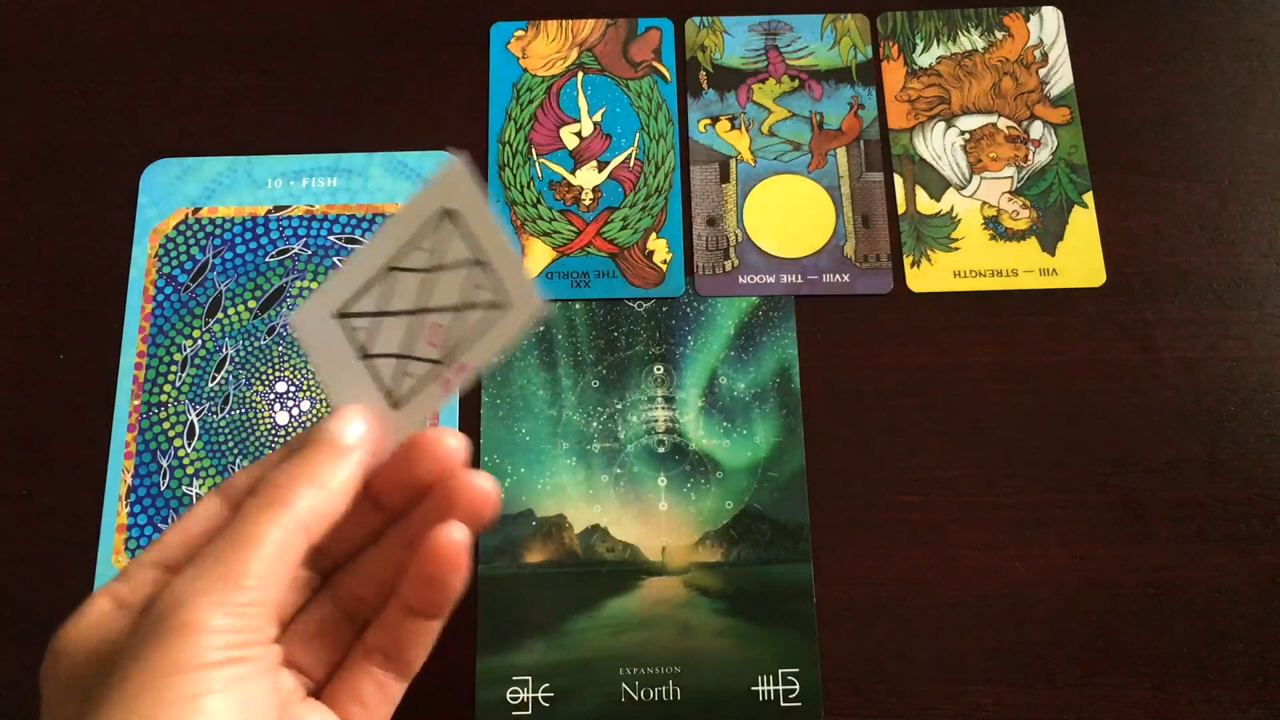 10 • FISH
XXI
THE WORLD
XVIII — THE MOON
VIII — STRENGTH
EXPANSION
North